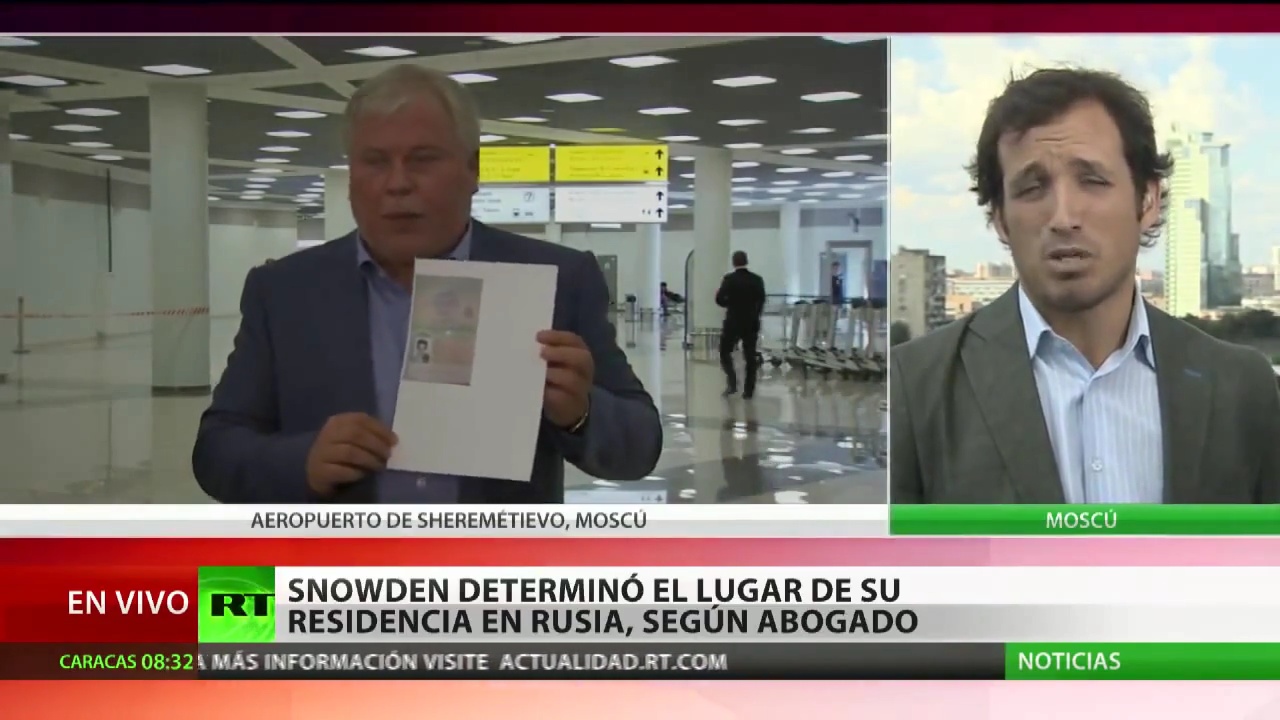 AEROPUERTO DE SHEREMÉTIEVO, MOSCÚ
MOSCÚ
EN VIVO
RT
SNOWDEN DETERMINÓ EL LUGAR DE SU
RESIDENCIA EN RUSIA, SEGÚN ABOGADO
CARACAS 08:32
A MÁS INFORMACIÓN VISITE ACTUALIDAD.RT.COM
NOTICIAS